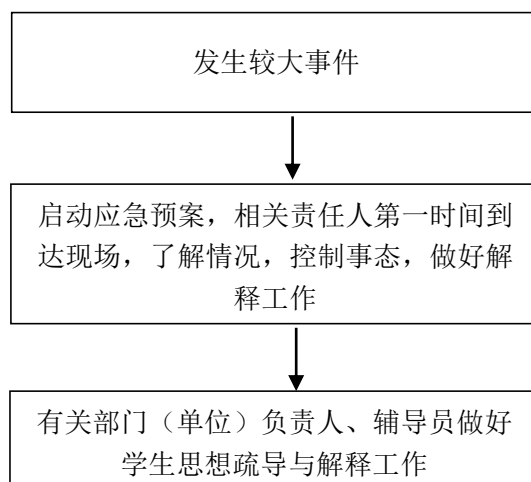 发生较大事件
启动应急预案，相关责任人第一时间到
达现场，了解情况，控制事态，做好解
释工作
有关部门（单位）负责人、辅导员做好
学生思想疏导与解释工作